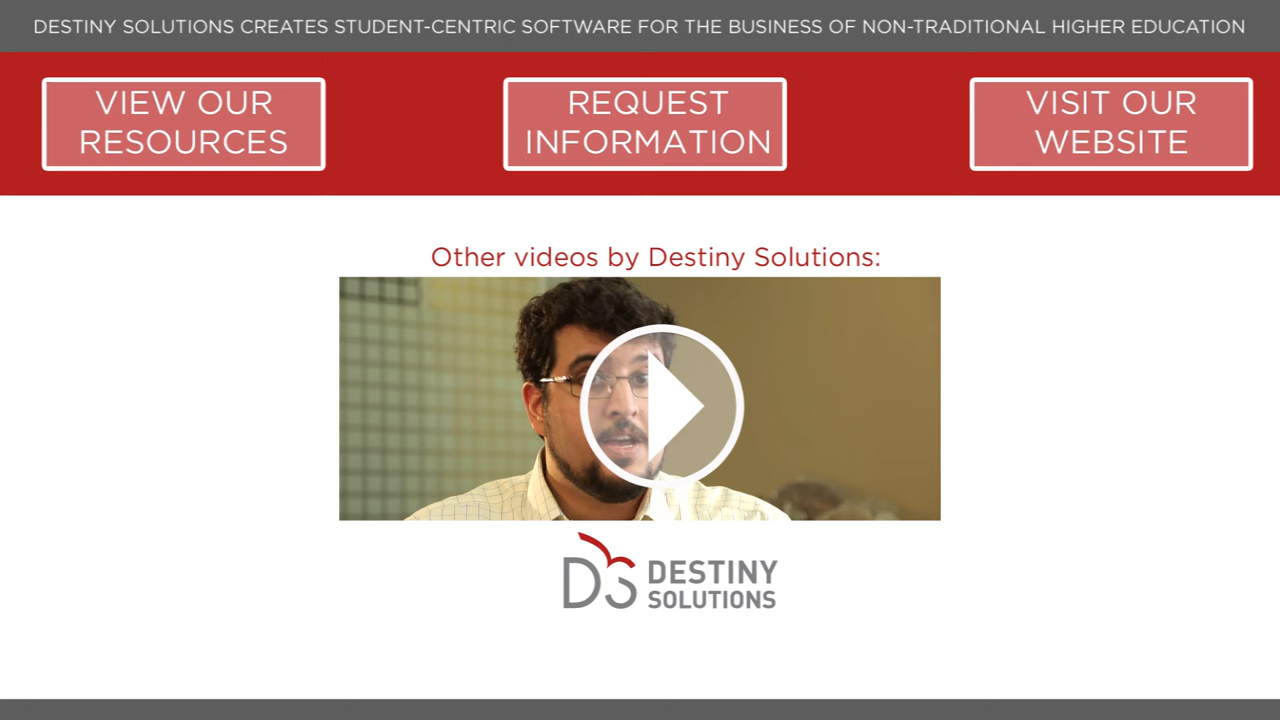 DESTINY SOLUTIONS CREATES STUDENT-CENTRIC SOFTWARE FOR THE BUSINESS OF NON-TRADITIONAL HIGHER EDUCATION
VIEW OUR
RESOURCES
REQUEST
INFORMATION
VISIT OUR
WEBSITE
Other videos by Destiny Solutions:
DS DESTINY
SOLUTIONS